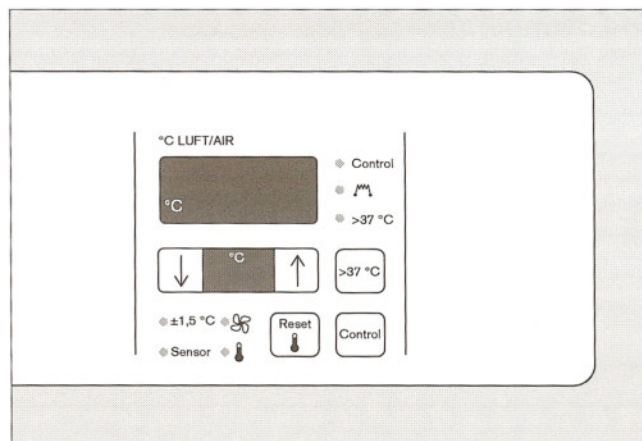 °C LUFT/AIR
Control
°C
>37 °C
°C
>37 °C
±1,5 °C
Reset
Control
Sensor